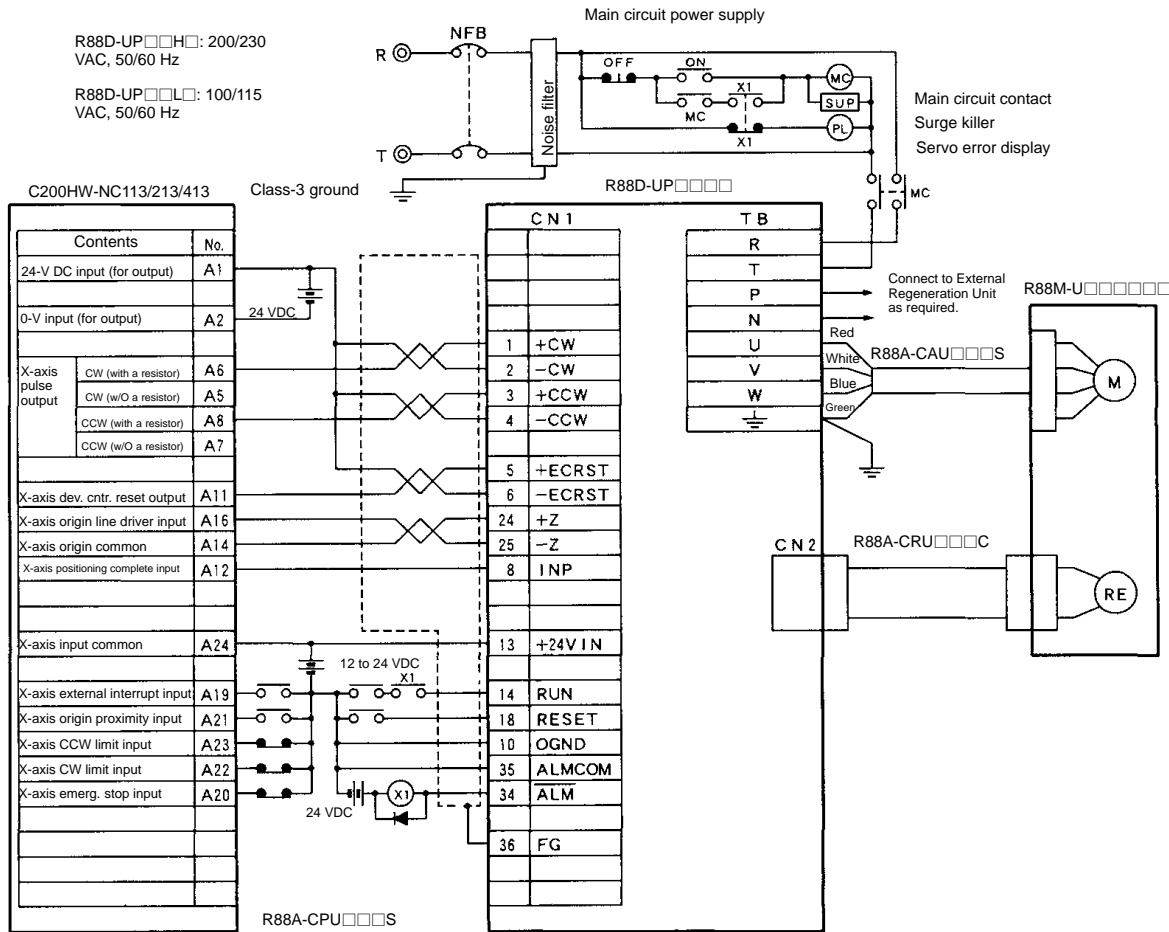 Main circuit power supply
R88D-UP□□H□: 200/230
VAC, 50/60 Hz
R88D-UP□□L□: 100/115
VAC, 50/60 Hz
R
NFB
T
Noise filter
OFF
ON
MC
X1
MC
SUP
X1
PL
Main circuit contact
Surge killer
Servo error display
MC
C200HW-NC113/213/413
Class-3 ground
R88D-UP□□□□
Contents No.
24-V DC input (for output) A1
0-V input (for output) A2
24 VDC
X-axis pulse output
CW (with a resistor) A6
CW (w/O a resistor) A5
CCW (with a resistor) A8
CCW (w/O a resistor) A7
X-axis dev. cntr. reset output A11
X-axis origin line driver input A16
X-axis origin common A14
X-axis positioning complete input A12
X-axis input common A24
X-axis external interrupt input A19
X-axis origin proximity input A21
X-axis CCW limit input A23
X-axis CW limit input A22
X-axis emerg. stop input A20
12 to 24 VDC
X1
24 VDC
X1
R88A-CPU□□□S
CN1
1 +CW
2 −CW
3 +CCW
4 −CCW
5 +ECRST
6 −ECRST
24 +Z
25 −Z
8 INP
13 +24VIN
14 RUN
18 RESET
10 OGND
35 ALMCOM
34 ALM
36 FG
TB
R
T
P
N
U
V
W
Connect to External
Regeneration Unit
as required.
Red
White
Blue
Green
R88A-CAU□□□S
R88M-U□□□□□□
M
CN2
R88A-CRU□□□C
RE